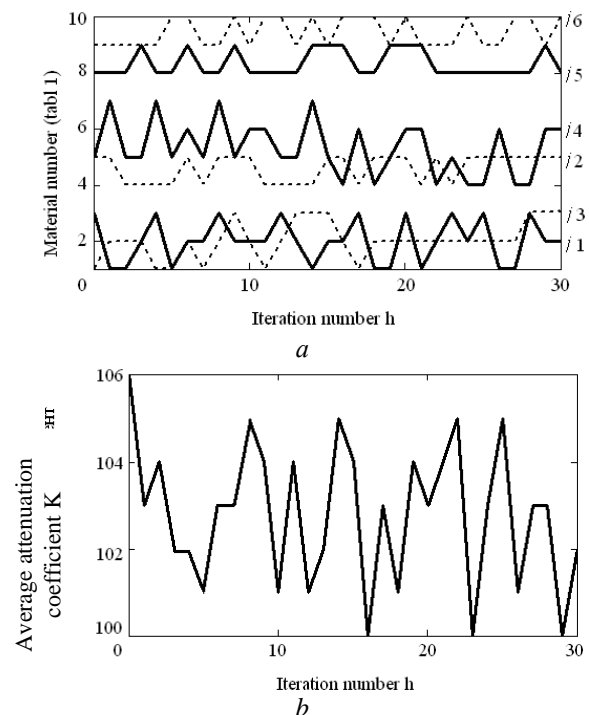 10
8
6
4
2
0
10
20
30
j6
j5
j4
j2
j3
j1
Material number (tabl 1)
Iteration number h
a
106
104
102
100
0
10
20
30
Average attenuation
coefficient K
Iteration number h
b